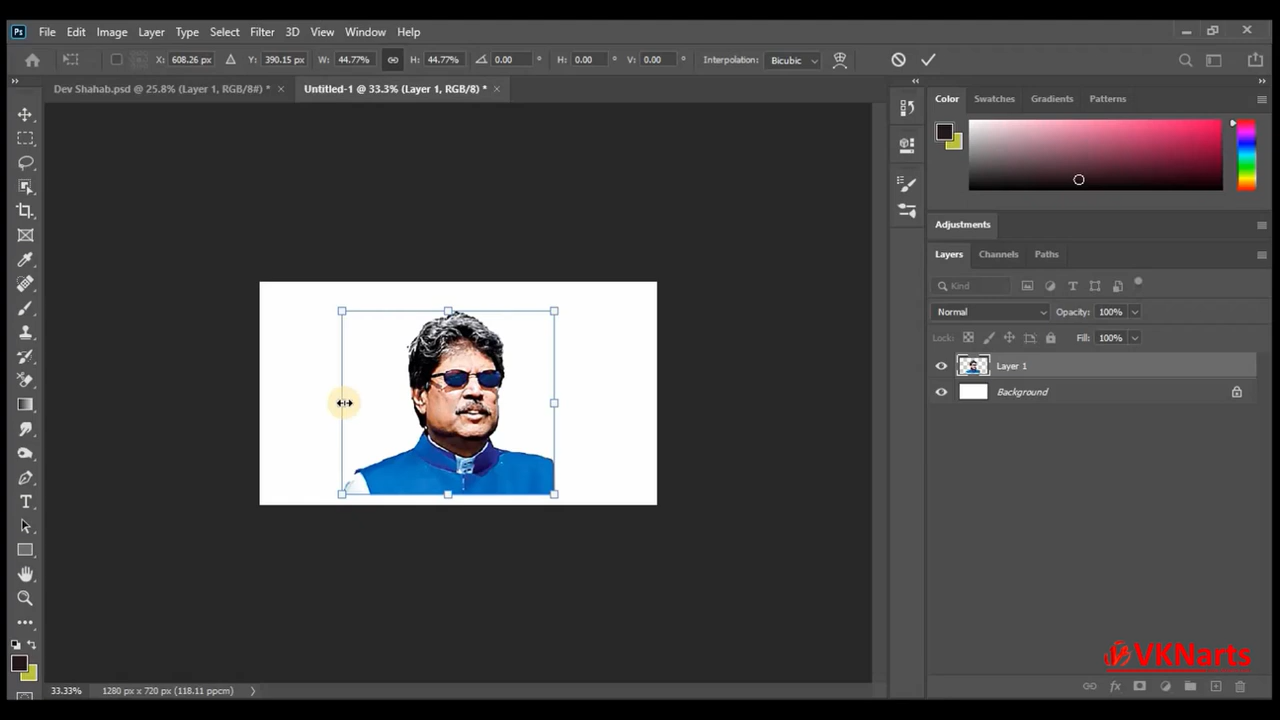 Ps File Edit Image Layer Type Select Filter 3D View Window Help
X: 608.26 px Y: 390.15 px W: 44.77% H: 44.77% 0.00 ° H: 0.00 ° V: 0.00 ° Interpolation: Bicubic
Dev Shahab.psd @ 25.8% (Layer 1, RGB/8#) * × Untitled-1 @ 33.3% (Layer 1, RGB/8) * ×
Color Swatches Gradients Patterns
Adjustments
Layers Channels Paths
Kind
Normal Opacity: 100%
Lock: Fill: 100%
Layer 1
Background
VKNarts
fx
33.33% 1280 px x 720 px (118.11 ppcm)